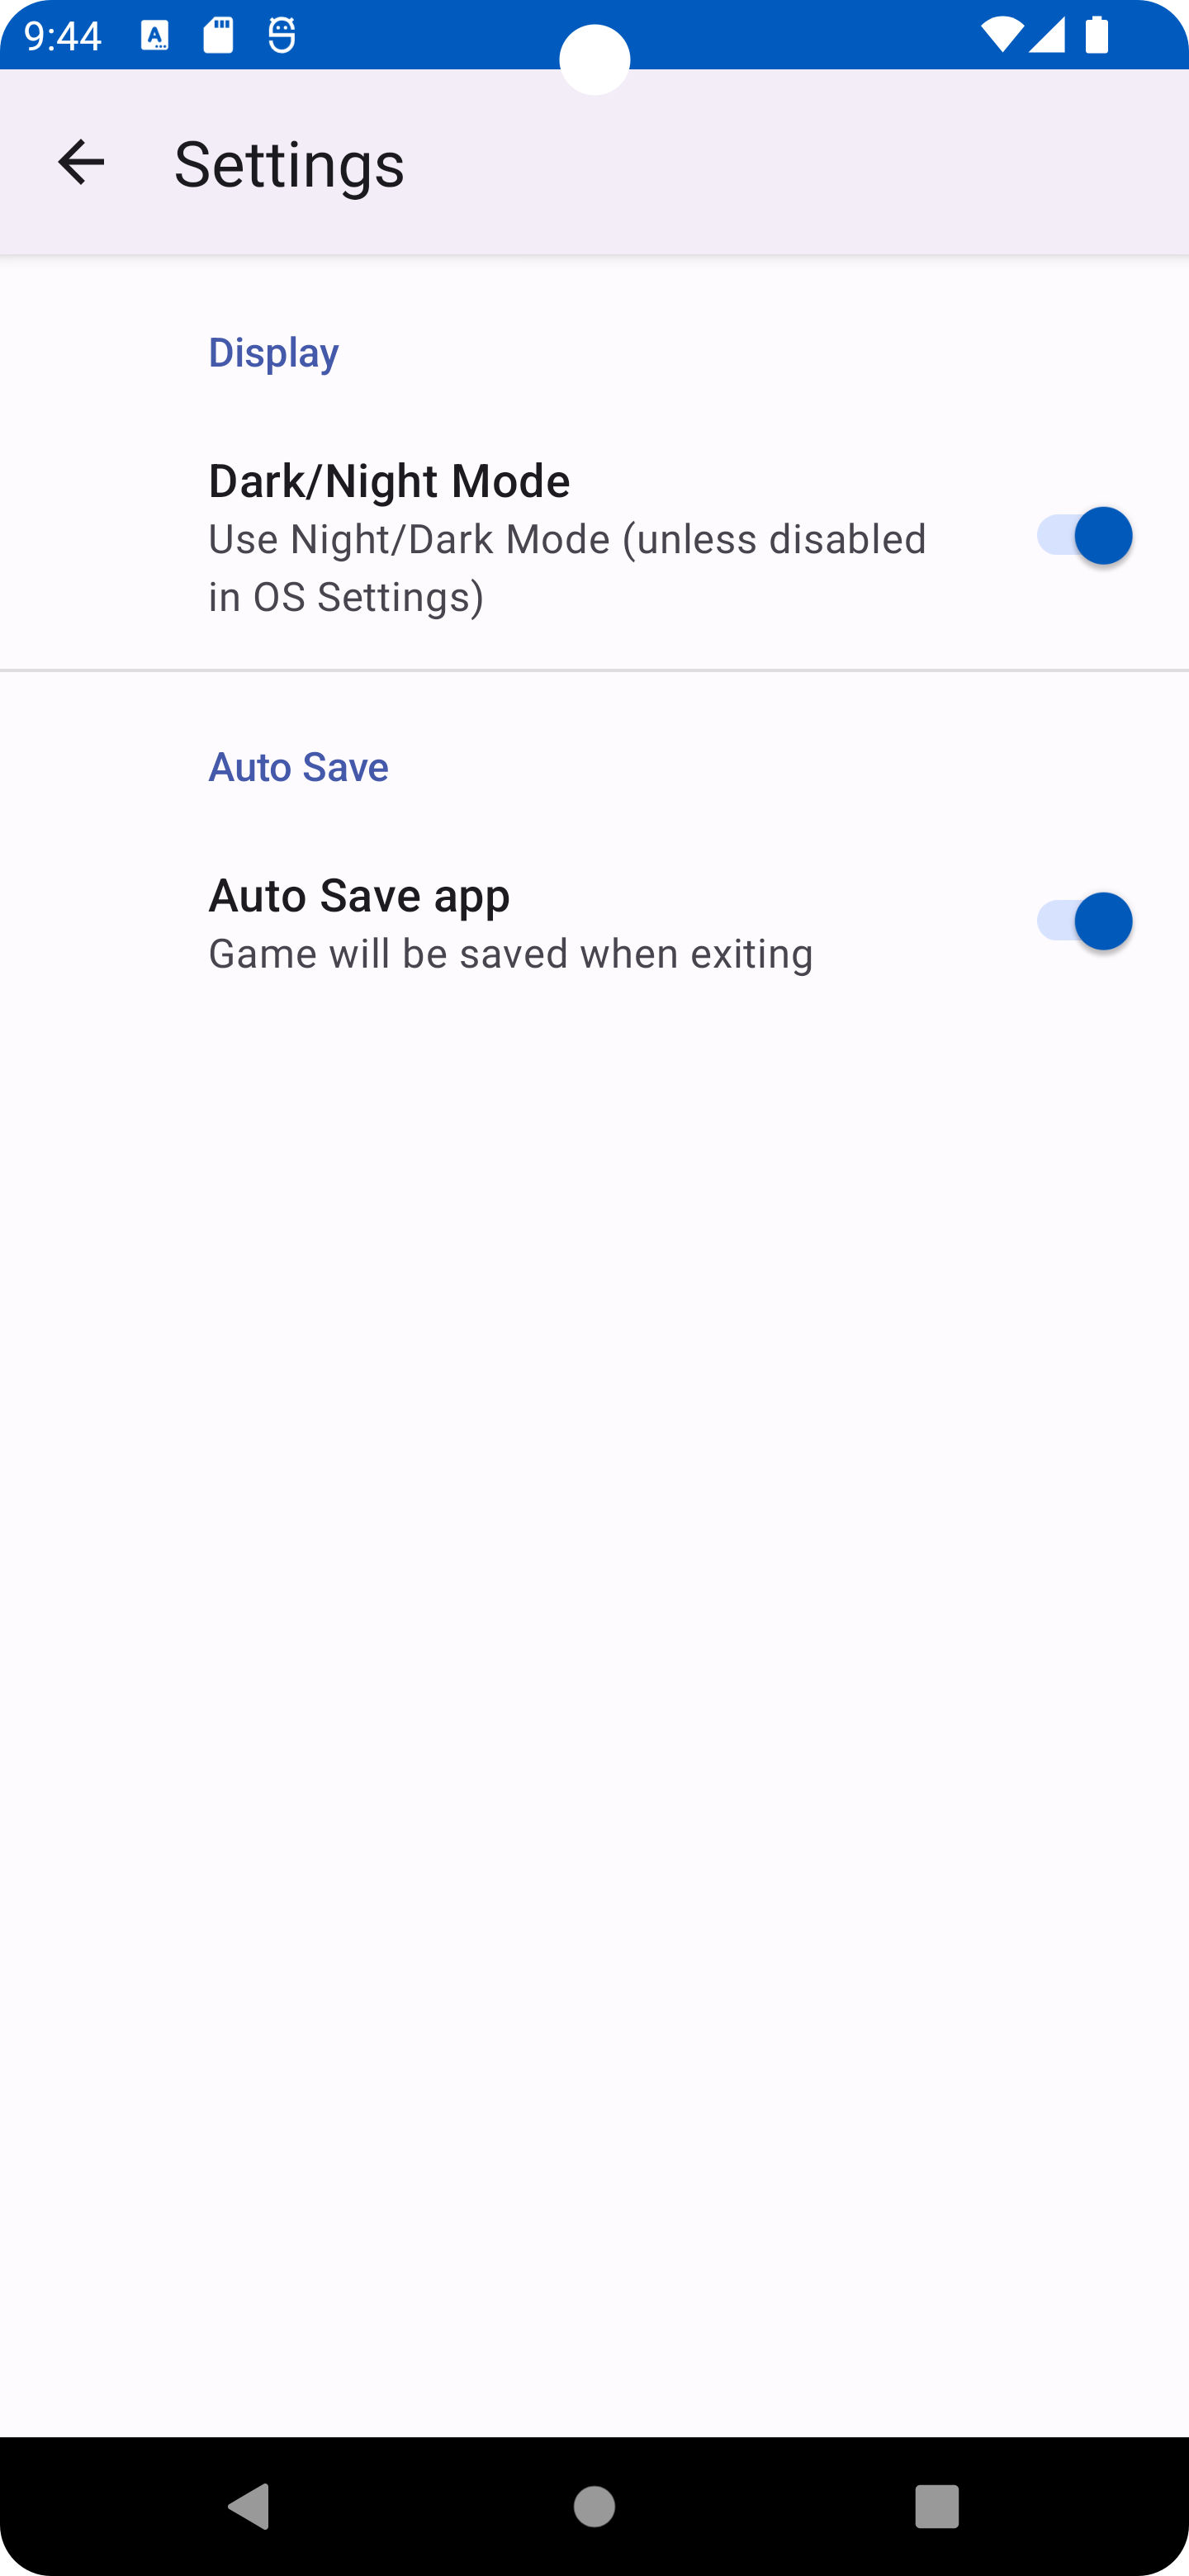 9:44
Settings
Display
Dark/Night Mode
Use Night/Dark Mode (unless disabled
in OS Settings)
Auto Save
Auto Save app
Game will be saved when exiting